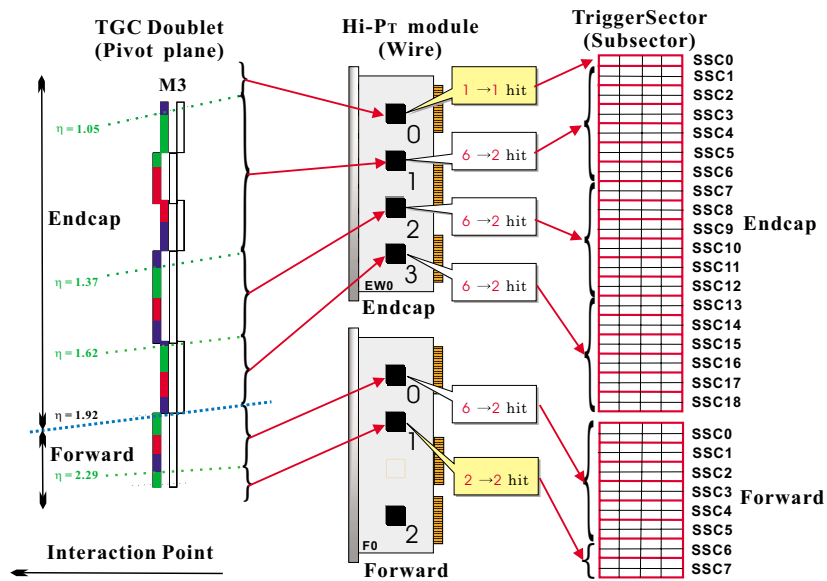 TGC Doublet
(Pivot plane)
M3
η = 1.05
Endcap
η = 1.37
η = 1.62
η = 1.92
Forward
η = 2.29
Interaction Point
Hi-PT module
(Wire)
0
1
2
3
EW0
Endcap
0
1
2
F0
Forward
1 →1 hit
6 →2 hit
6 →2 hit
6 →2 hit
6 →2 hit
2 →2 hit
TriggerSector
(Subsector)
SSC0
SSC1
SSC2
SSC3
SSC4
SSC5
SSC6
SSC7
SSC8
SSC9
SSC10
SSC11
SSC12
SSC13
SSC14
SSC15
SSC16
SSC17
SSC18
Endcap
SSC0
SSC1
SSC2
SSC3
SSC4
SSC5
SSC6
SSC7
Forward